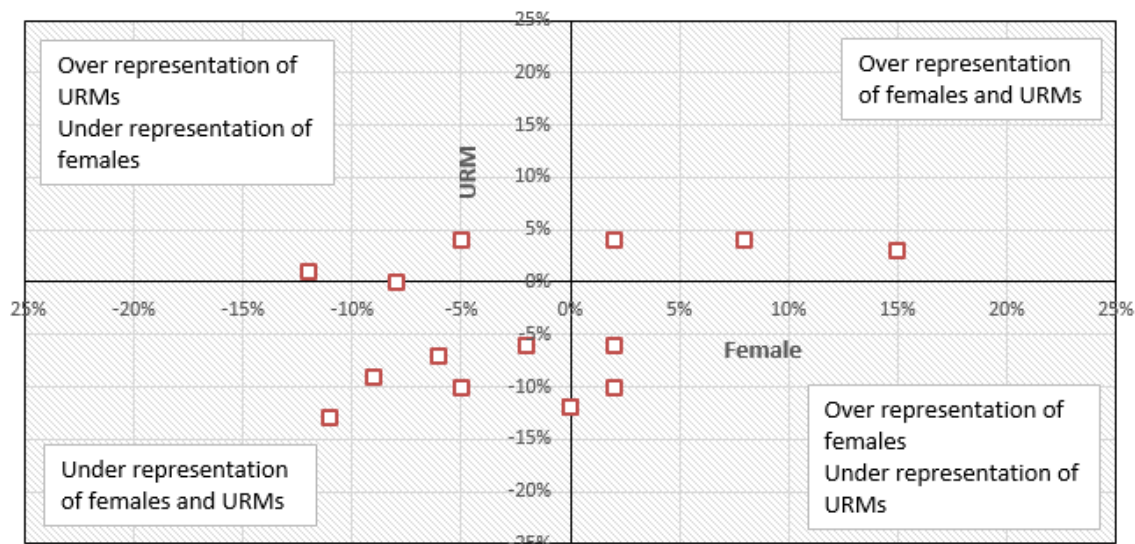 25%
Over representation of
URMs
Under representation of
females
Over representation
of females and URMs
20%
15%
10%
URM
5%
0%
25% -20% -15% -10% -5% 0% 5% 10% 15% 20% 25%
-5%
Female
-10%
-15%
-20%
Under representation
of females and URMs
Over representation of
females
Under representation of
URMs